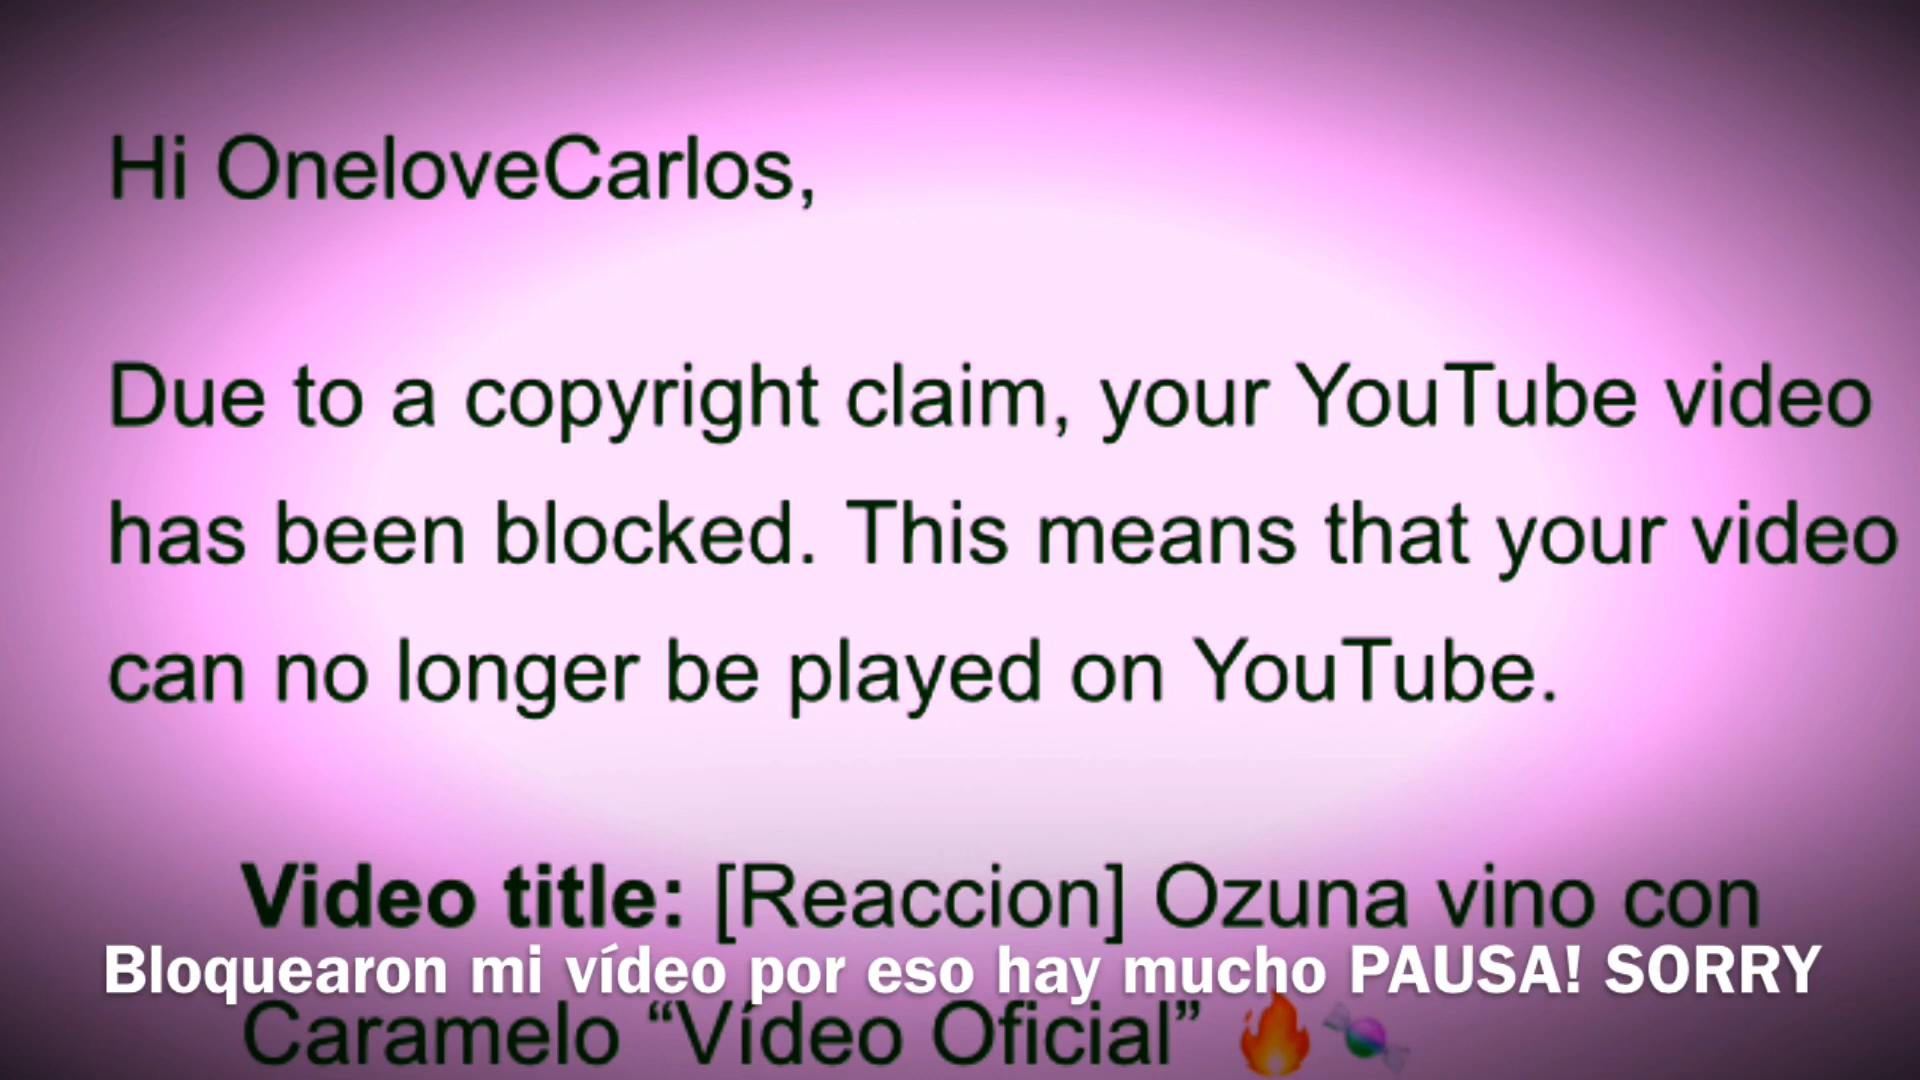 Hi OneloveCarlos,
Due to a copyright claim, your YouTube video
has been blocked. This means that your video
can no longer be played on YouTube.
Video title: [Reaccion] Ozuna vino con
Bloquearon mi vídeo por eso hay mucho PAUSA! SORRY
Caramelo “Vídeo Oficial” 🔥🍬